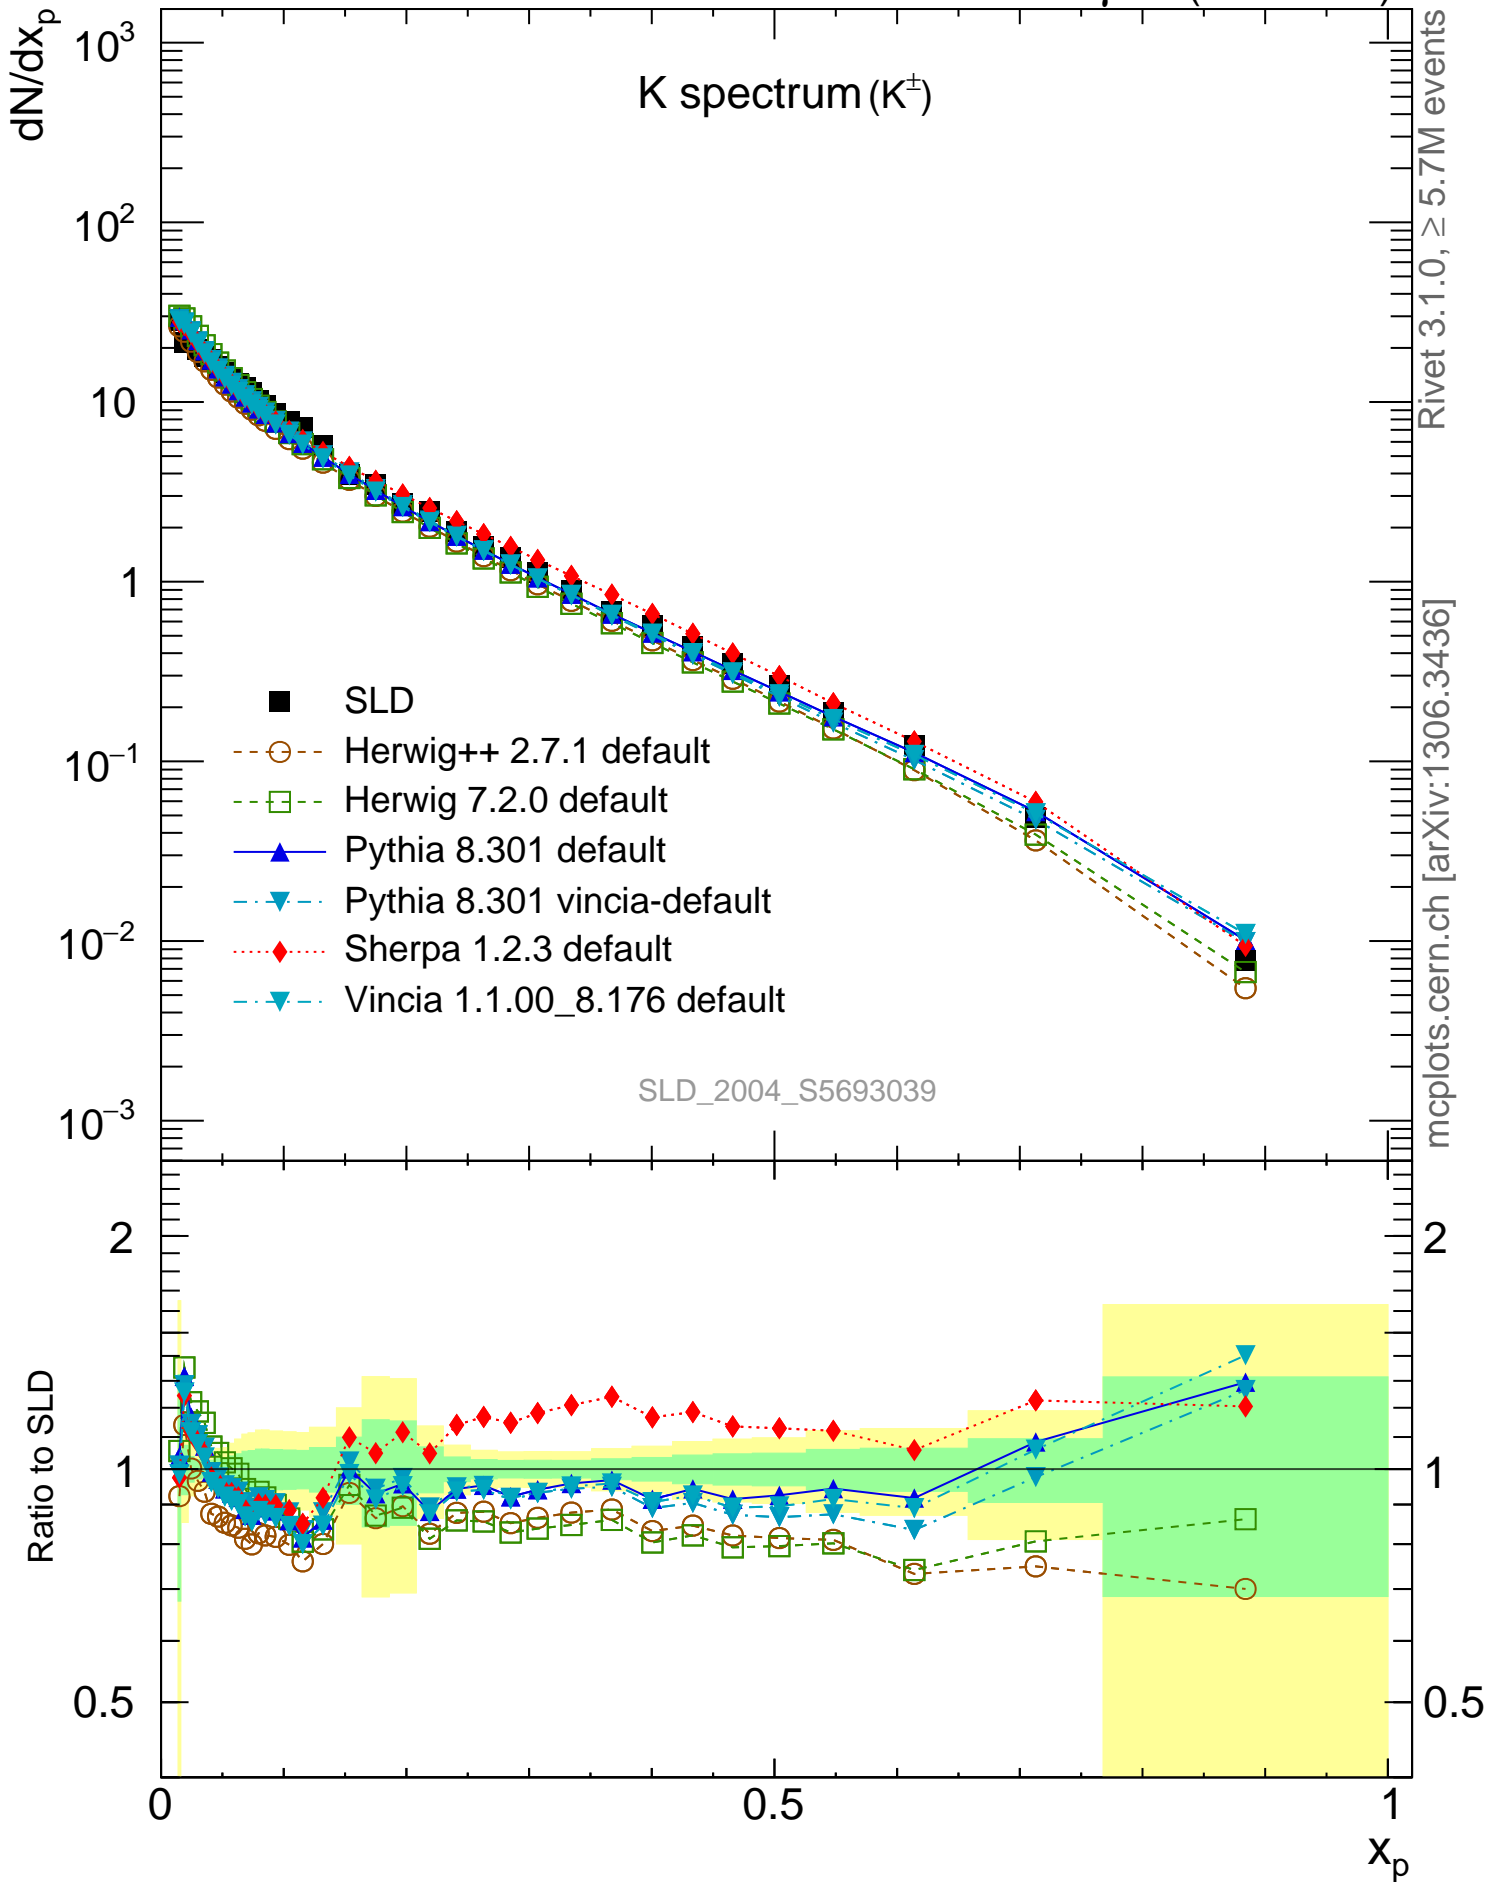 dN/dx_p
10^3
10^2
10
1
10^−1
10^−2
10^−3
K spectrum (K^±)
SLD
Herwig++ 2.7.1 default
Herwig 7.2.0 default
Pythia 8.301 default
Pythia 8.301 vincia-default
Sherpa 1.2.3 default
Vincia 1.1.00_8.176 default
SLD_2004_S5693039
Rivet 3.1.0, ≥ 5.7M events
mcplots.cern.ch [arXiv:1306.3436]
Ratio to SLD
2
1
0.5
2
1
0.5
0
0.5
1
x_p